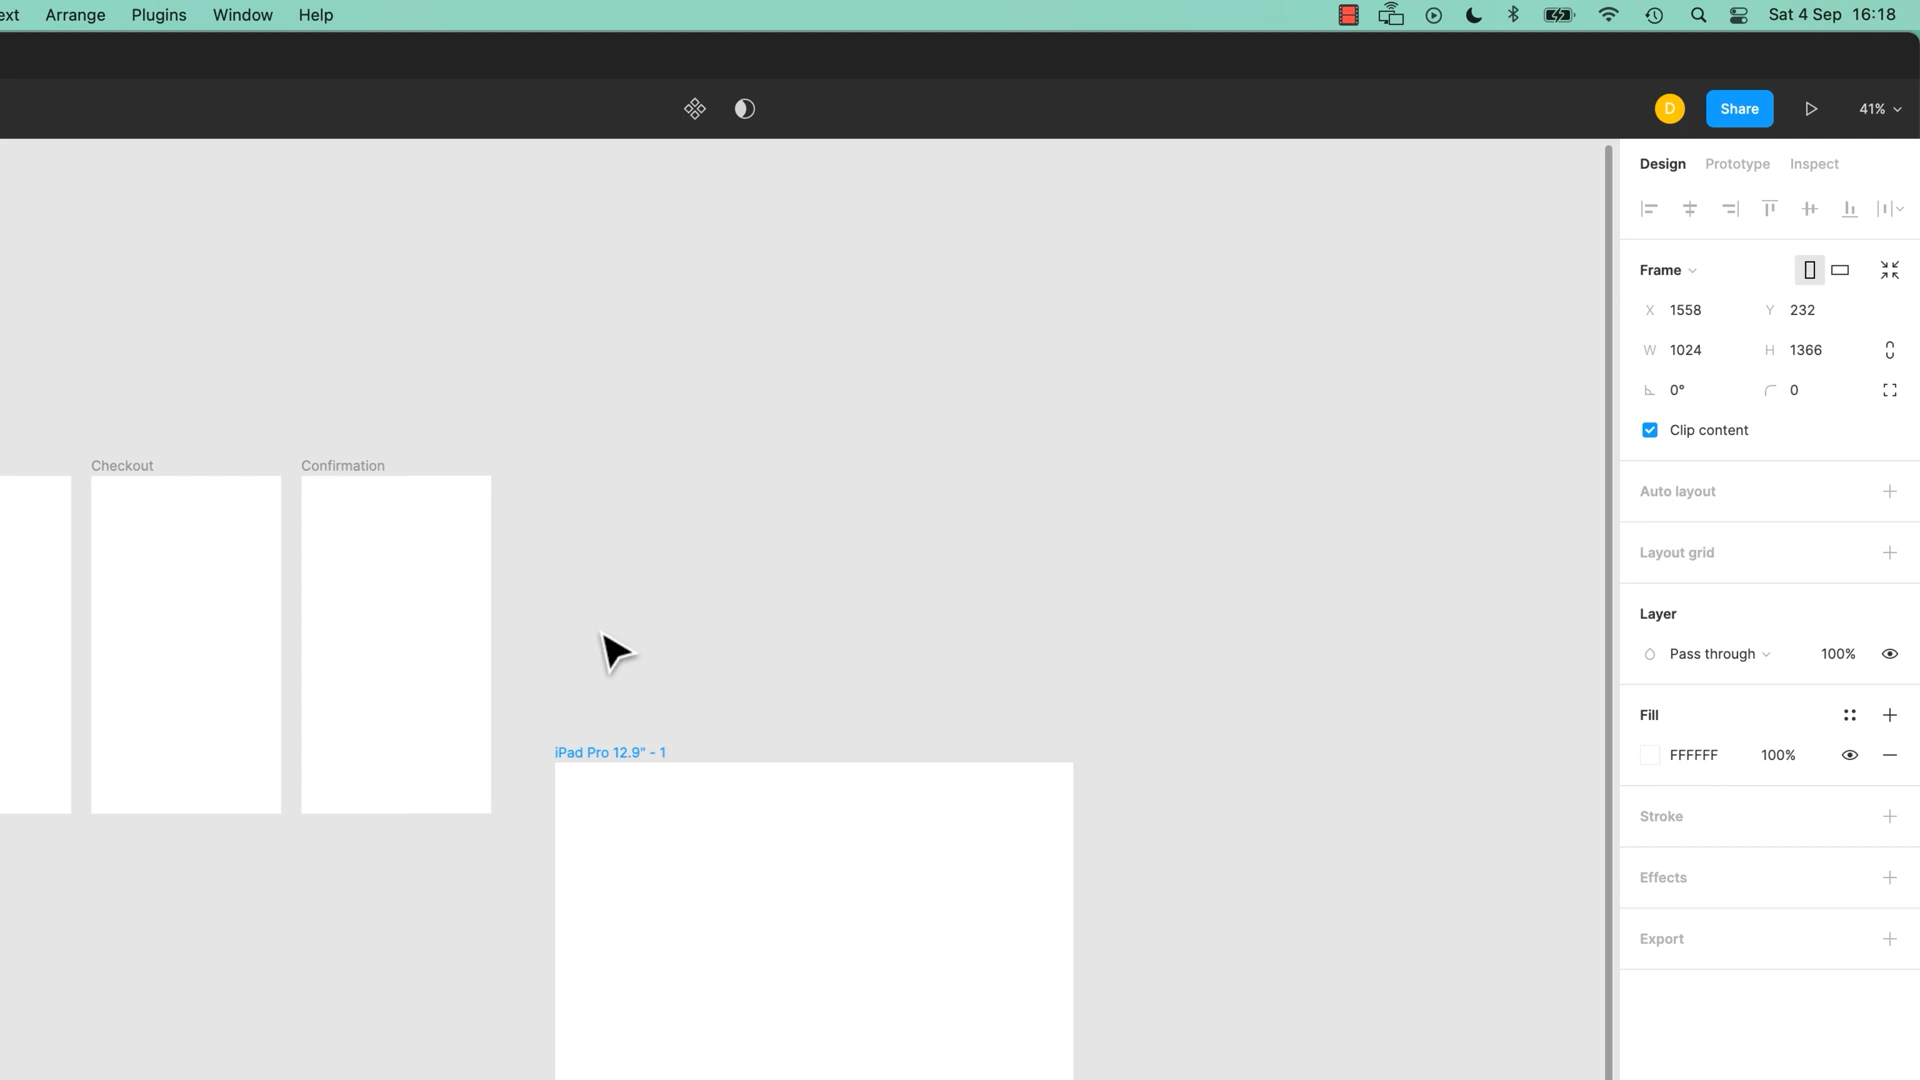 ext Arrange Plugins Window Help Sat 4 Sep 16:18
D Share 41%
Design Prototype Inspect
Frame
X 1558 Y 232
W 1024 H 1366
0° 0
Clip content
Checkout Confirmation
Auto layout
Layout grid
Layer
Pass through 100%
Fill
iPad Pro 12.9" - 1
FFFFFF 100%
Stroke
Effects
Export